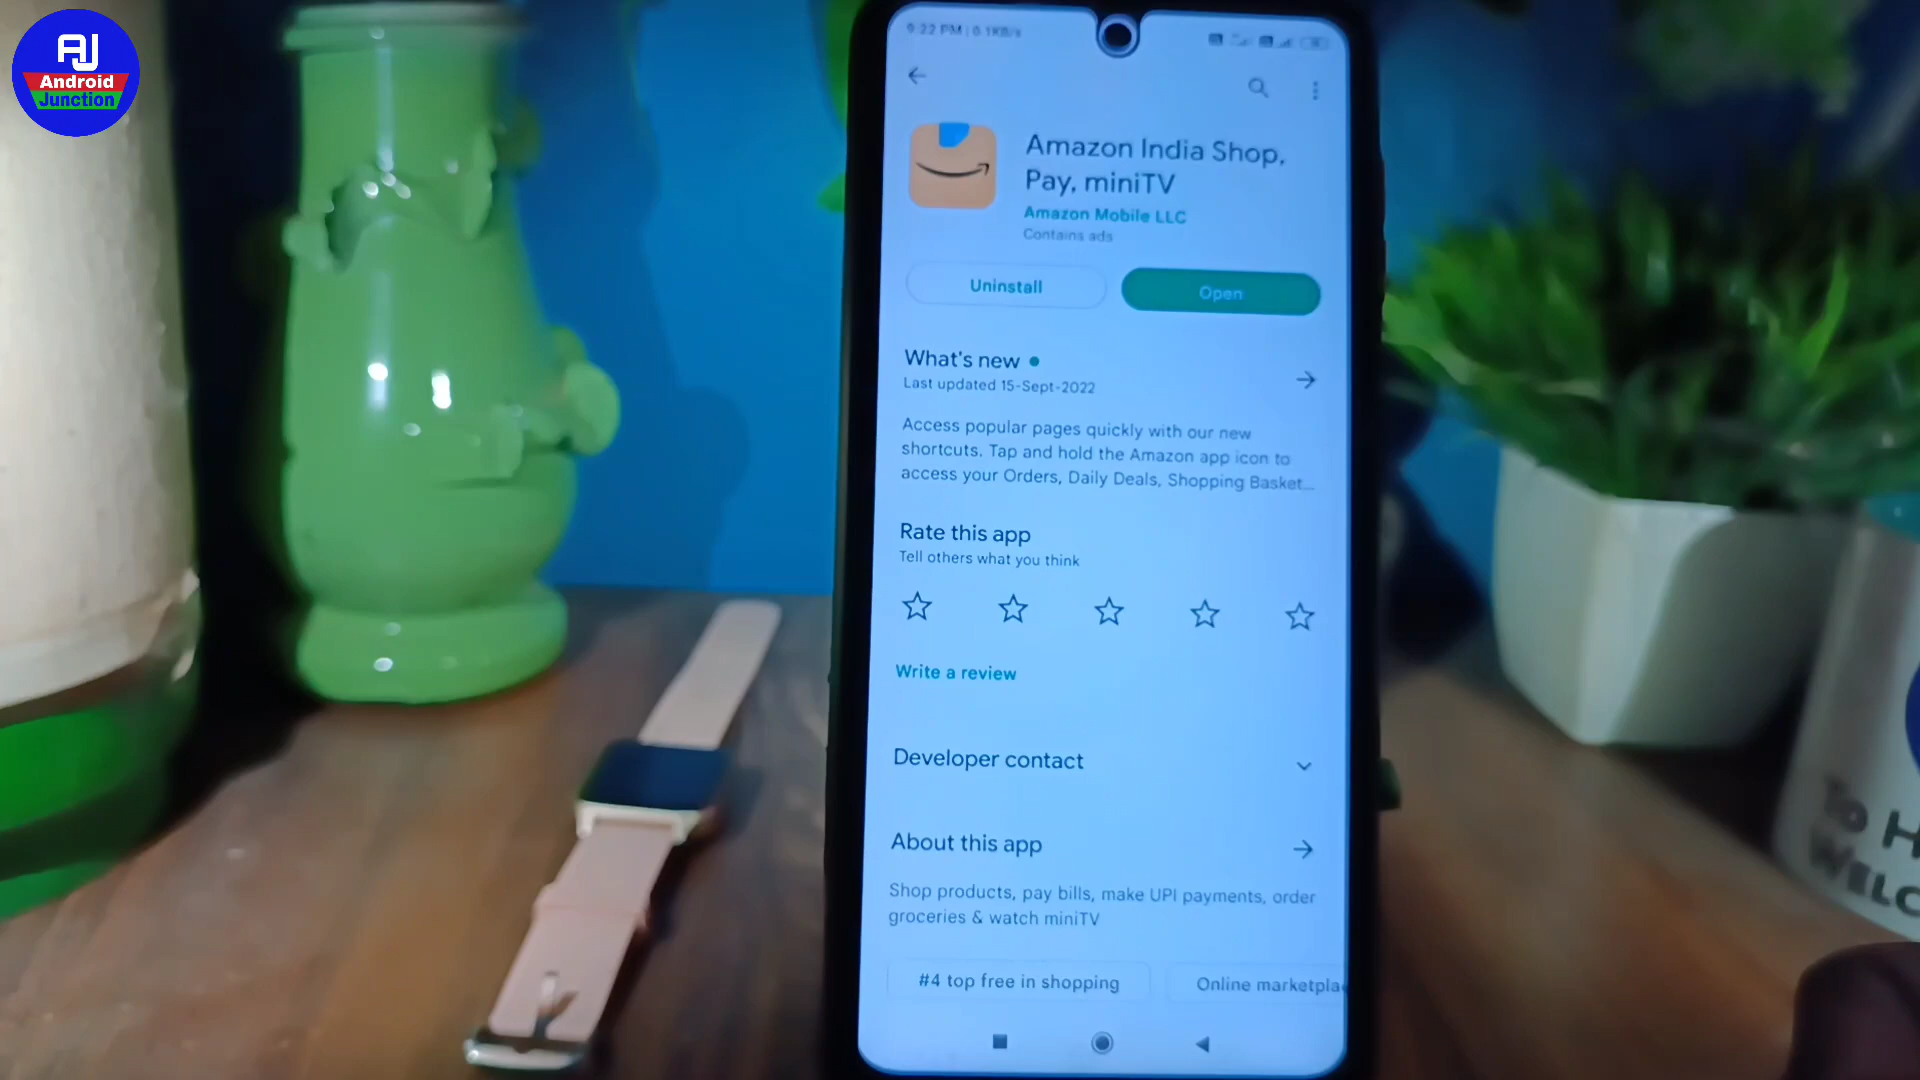 AJ
Android
Junction
9:22 PM | 0.1KB/s
Amazon India Shop,
Pay, miniTV
Amazon Mobile LLC
Contains ads
Uninstall
Open
What's new
Last updated 15-Sept-2022
Access popular pages quickly with our new
shortcuts. Tap and hold the Amazon app icon to
access your Orders, Daily Deals, Shopping Basket...
Rate this app
Tell others what you think
Write a review
Developer contact
About this app
Shop products, pay bills, make UPI payments, order
groceries & watch miniTV
#4 top free in shopping
Online marketpla
To H
WELC